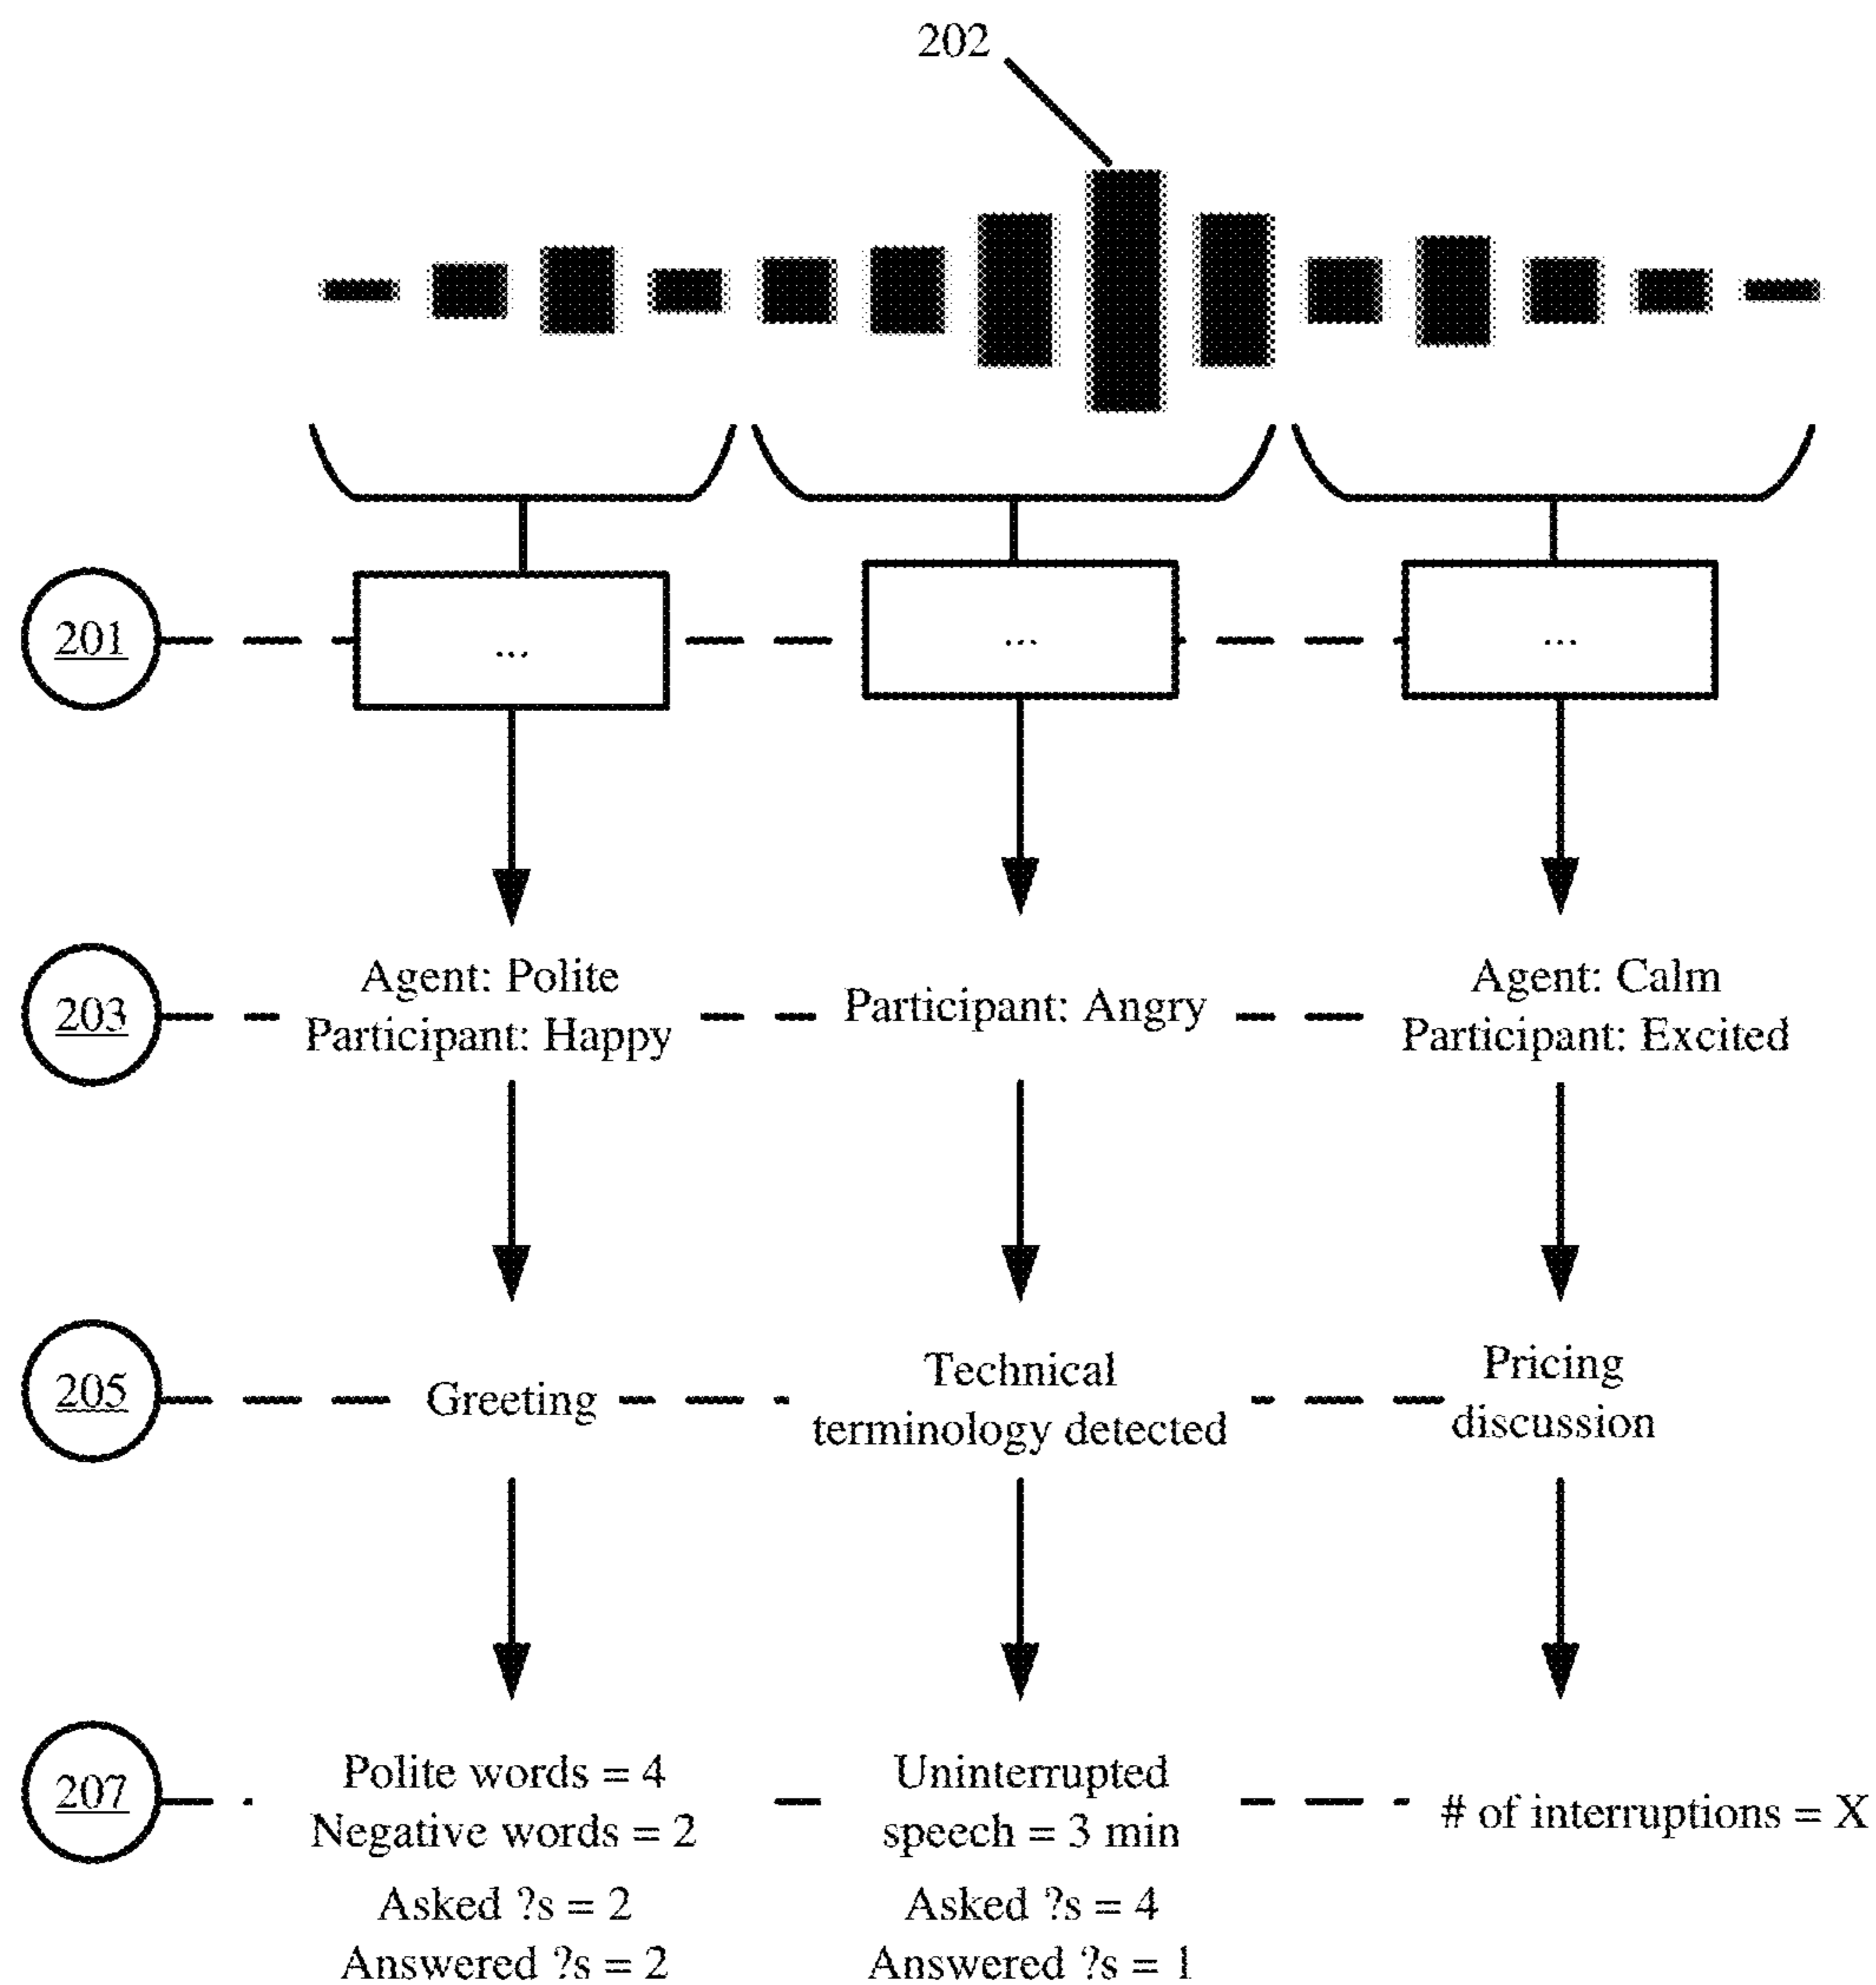 202
201
...
...
...
203
Agent: Polite
Participant: Happy
Participant: Angry
Agent: Calm
Participant: Excited
205
Greeting
Technical
terminology detected
Pricing
discussion
207
Polite words = 4
Negative words = 2
Asked ?s = 2
Answered ?s = 2
Uninterrupted
speech = 3 min
Asked ?s = 4
Answered ?s = 1
# of interruptions = X